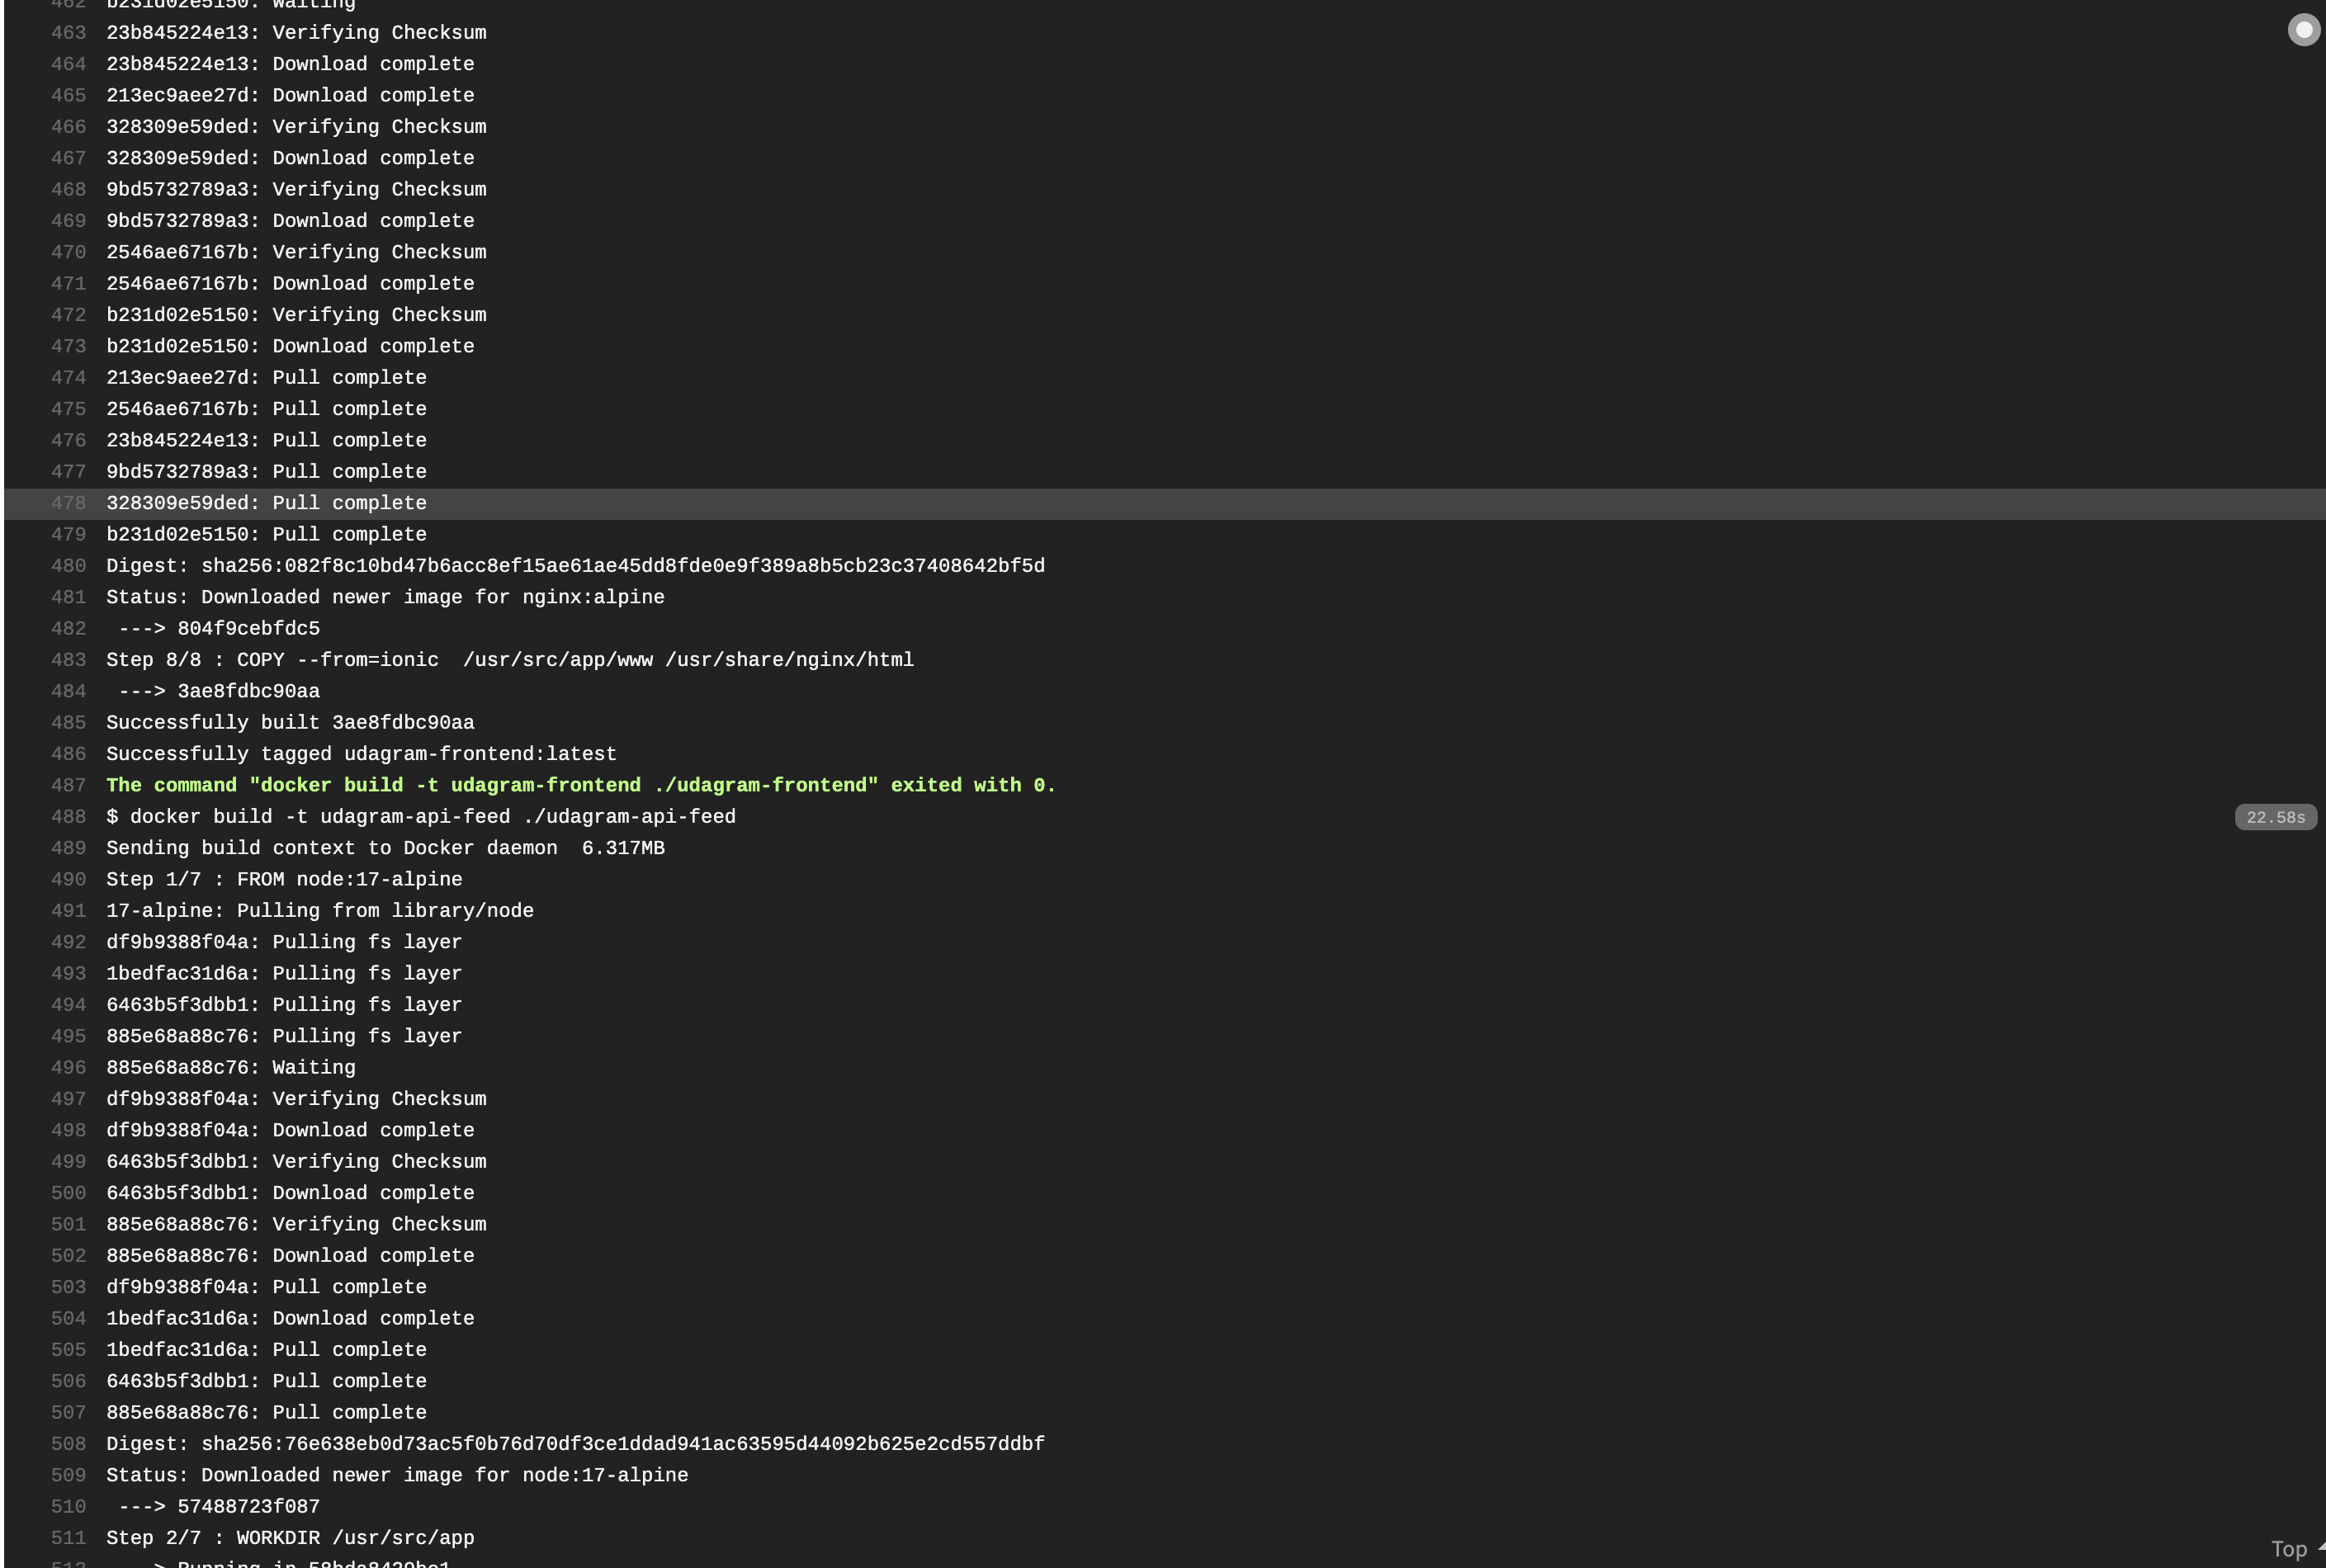 462 b231d02e5150: Waiting
463 23b845224e13: Verifying Checksum
464 23b845224e13: Download complete
465 213ec9aee27d: Download complete
466 328309e59ded: Verifying Checksum
467 328309e59ded: Download complete
468 9bd5732789a3: Verifying Checksum
469 9bd5732789a3: Download complete
470 2546ae67167b: Verifying Checksum
471 2546ae67167b: Download complete
472 b231d02e5150: Verifying Checksum
473 b231d02e5150: Download complete
474 213ec9aee27d: Pull complete
475 2546ae67167b: Pull complete
476 23b845224e13: Pull complete
477 9bd5732789a3: Pull complete
478 328309e59ded: Pull complete
479 b231d02e5150: Pull complete
480 Digest: sha256:082f8c10bd47b6acc8ef15ae61ae45dd8fde0e9f389a8b5cb23c37408642bf5d
481 Status: Downloaded newer image for nginx:alpine
482 ---> 804f9cebfdc5
483 Step 8/8 : COPY --from=ionic  /usr/src/app/www /usr/share/nginx/html
484 ---> 3ae8fdbc90aa
485 Successfully built 3ae8fdbc90aa
486 Successfully tagged udagram-frontend:latest
487 The command "docker build -t udagram-frontend ./udagram-frontend" exited with 0.
488 $ docker build -t udagram-api-feed ./udagram-api-feed 22.58s
489 Sending build context to Docker daemon  6.317MB
490 Step 1/7 : FROM node:17-alpine
491 17-alpine: Pulling from library/node
492 df9b9388f04a: Pulling fs layer
493 1bedfac31d6a: Pulling fs layer
494 6463b5f3dbb1: Pulling fs layer
495 885e68a88c76: Pulling fs layer
496 885e68a88c76: Waiting
497 df9b9388f04a: Verifying Checksum
498 df9b9388f04a: Download complete
499 6463b5f3dbb1: Verifying Checksum
500 6463b5f3dbb1: Download complete
501 885e68a88c76: Verifying Checksum
502 885e68a88c76: Download complete
503 df9b9388f04a: Pull complete
504 1bedfac31d6a: Download complete
505 1bedfac31d6a: Pull complete
506 6463b5f3dbb1: Pull complete
507 885e68a88c76: Pull complete
508 Digest: sha256:76e638eb0d73ac5f0b76d70df3ce1ddad941ac63595d44092b625e2cd557ddbf
509 Status: Downloaded newer image for node:17-alpine
510 ---> 57488723f087
511 Step 2/7 : WORKDIR /usr/src/app
Top
512 ---> Running in